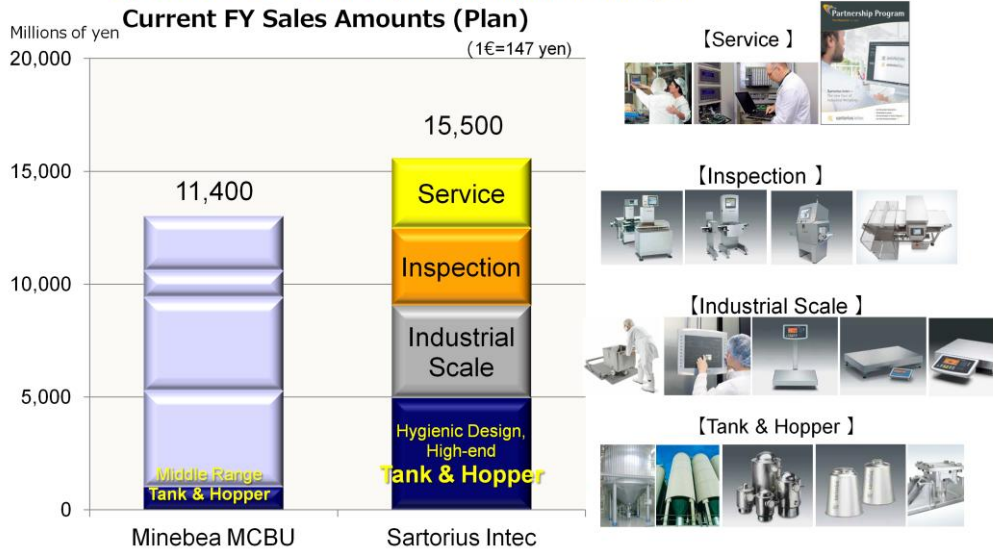 Current FY Sales Amounts (Plan)
Millions of yen
(1€=147 yen)
20,000
15,000
10,000
5,000
0
11,400
15,500
Service
Inspection
Industrial
Scale
Hygienic Design,
High-end
Tank & Hopper
Middle Range
Tank & Hopper
Minebea MCBU
Sartorius Intec
【Service】
Partnership Program
【Inspection】
【Industrial Scale】
【Tank & Hopper】